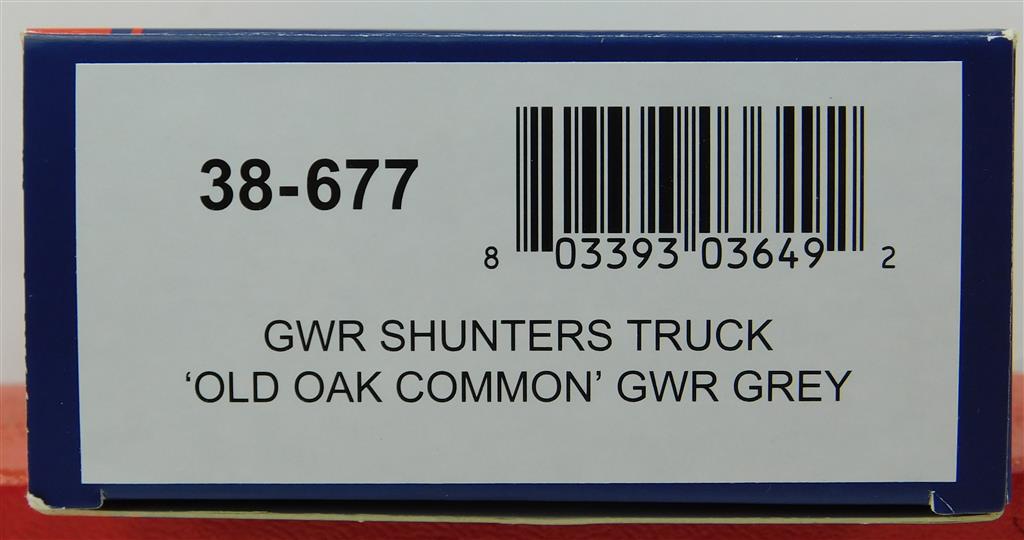 38-677
8 03393 03649 2
GWR SHUNTERS TRUCK
‘OLD OAK COMMON’ GWR GREY